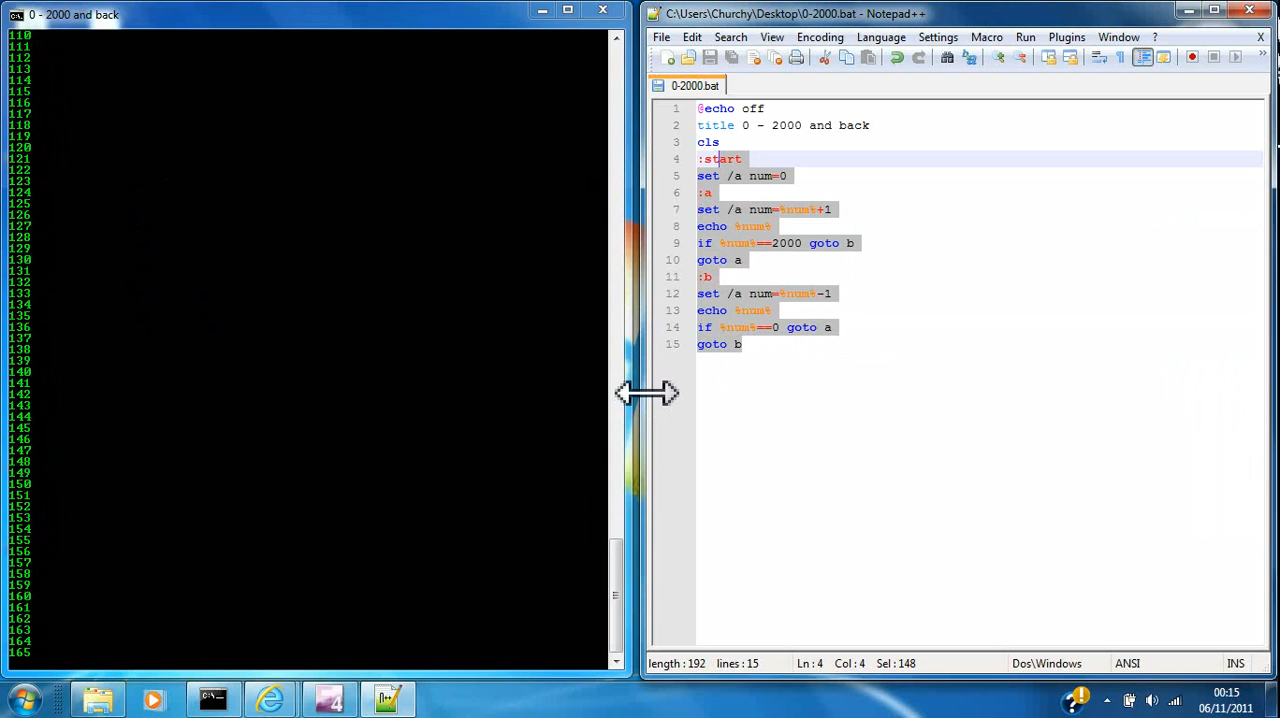 0 - 2000 and back
110
111
112
113
114
115
116
117
118
119
120
121
122
123
124
125
126
127
128
129
130
131
132
133
134
135
136
137
138
139
140
141
142
143
144
145
146
147
148
149
150
151
152
153
154
155
156
157
158
159
160
161
162
163
164
165
C:\Users\Churchy\Desktop\0-2000.bat - Notepad++
File Edit Search View Encoding Language Settings Macro Run Plugins Window ? X
0-2000.bat
1 @echo off
2 title 0 - 2000 and back
3 cls
4 :start
5 set /a num=0
6 :a
7 set /a num=%num%+1
8 echo %num%
9 if %num%==2000 goto b
10 goto a
11 :b
12 set /a num=%num%-1
13 echo %num%
14 if %num%==0 goto a
15 goto b
length : 192 lines : 15 Ln : 4 Col : 4 Sel : 148 Dos\Windows ANSI INS
00:15
06/11/2011